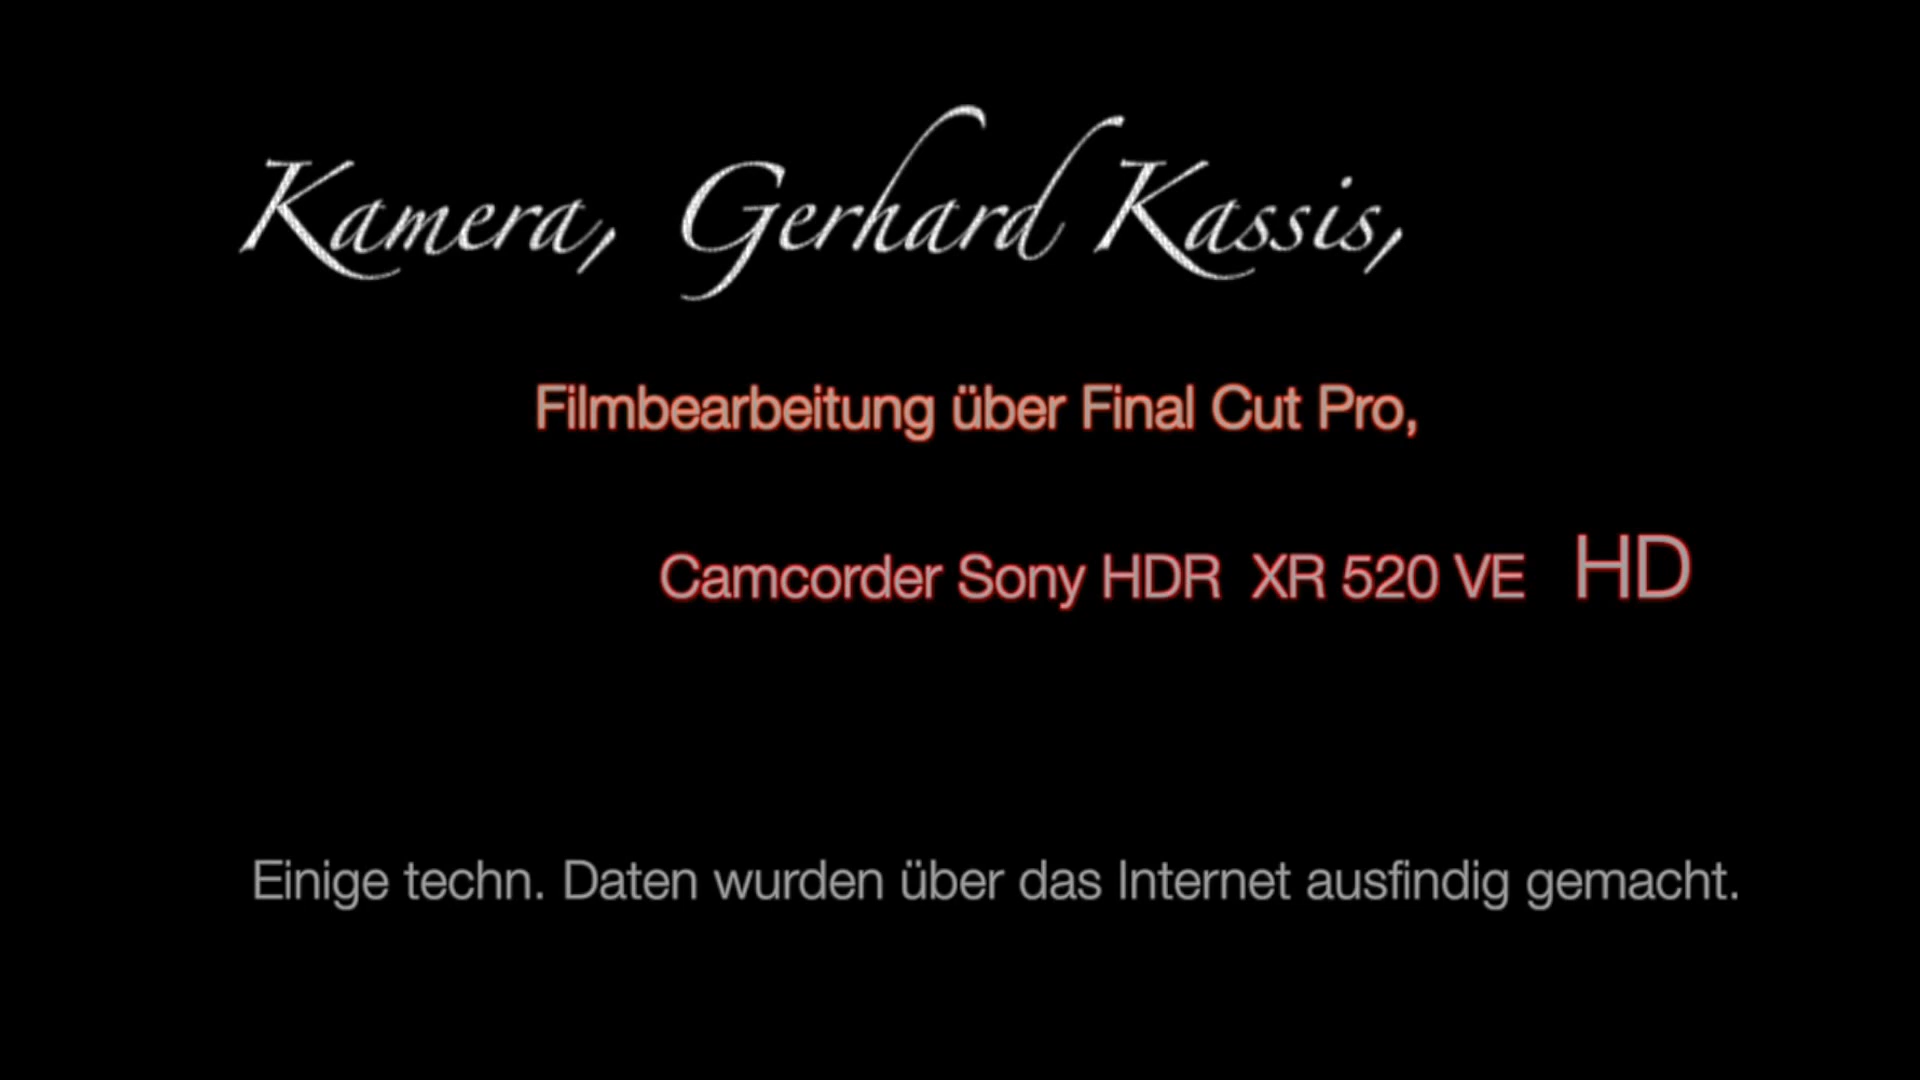 Kamera, Gerhard Kassis,
Filmbearbeitung über Final Cut Pro,
Camcorder Sony HDR XR 520 VE HD
Einige techn. Daten wurden über das Internet ausfindig gemacht.